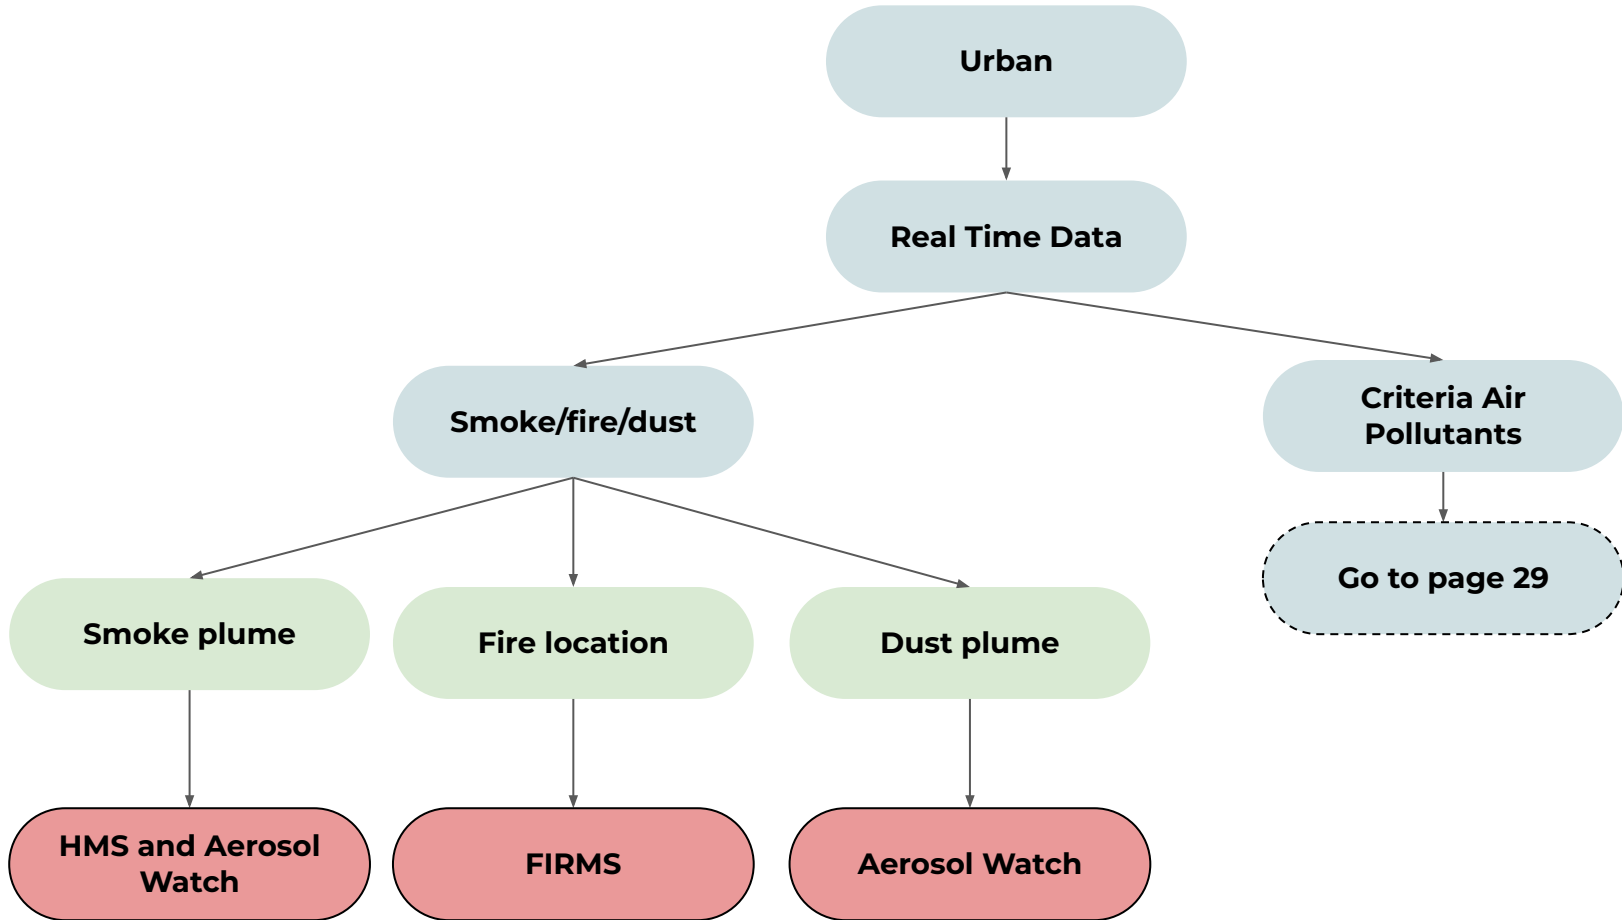 Urban
Real Time Data
Smoke/fire/dust
Criteria Air
Pollutants
Go to page 29
Smoke plume
Fire location
Dust plume
HMS and Aerosol
Watch
FIRMS
Aerosol Watch